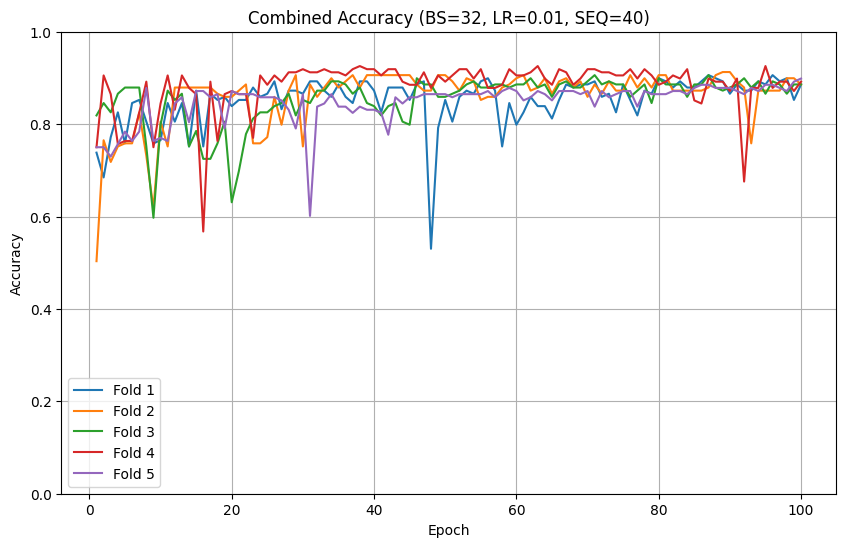 Combined Accuracy (BS=32, LR=0.01, SEQ=40)
1.0
0.8
0.6
0.4
0.2
0.0
Accuracy
Fold 1
Fold 2
Fold 3
Fold 4
Fold 5
0 20 40 60 80 100
Epoch